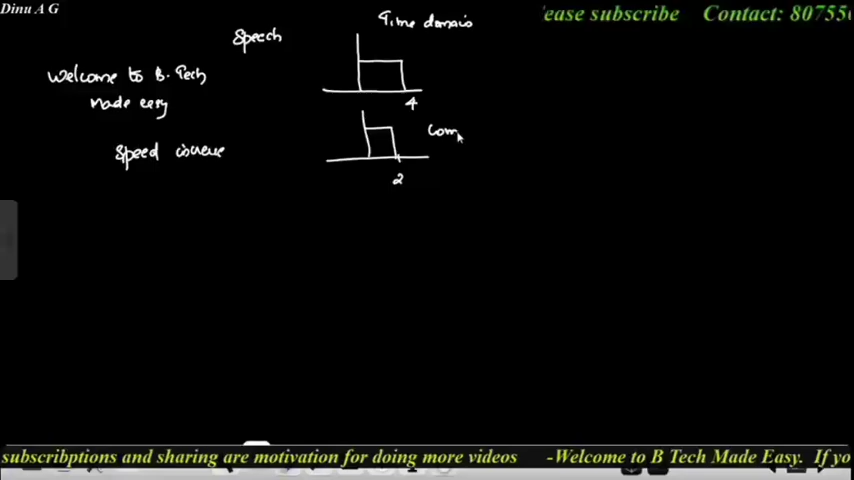 Dinu A G
ease subscribe Contact: 80755
Time domain
Speech
Welcome to B. Tech
made easy
4
Com
Speed
2
subscribptions and sharing are motivation for doing more videos -Welcome to B Tech Made Easy. If yo